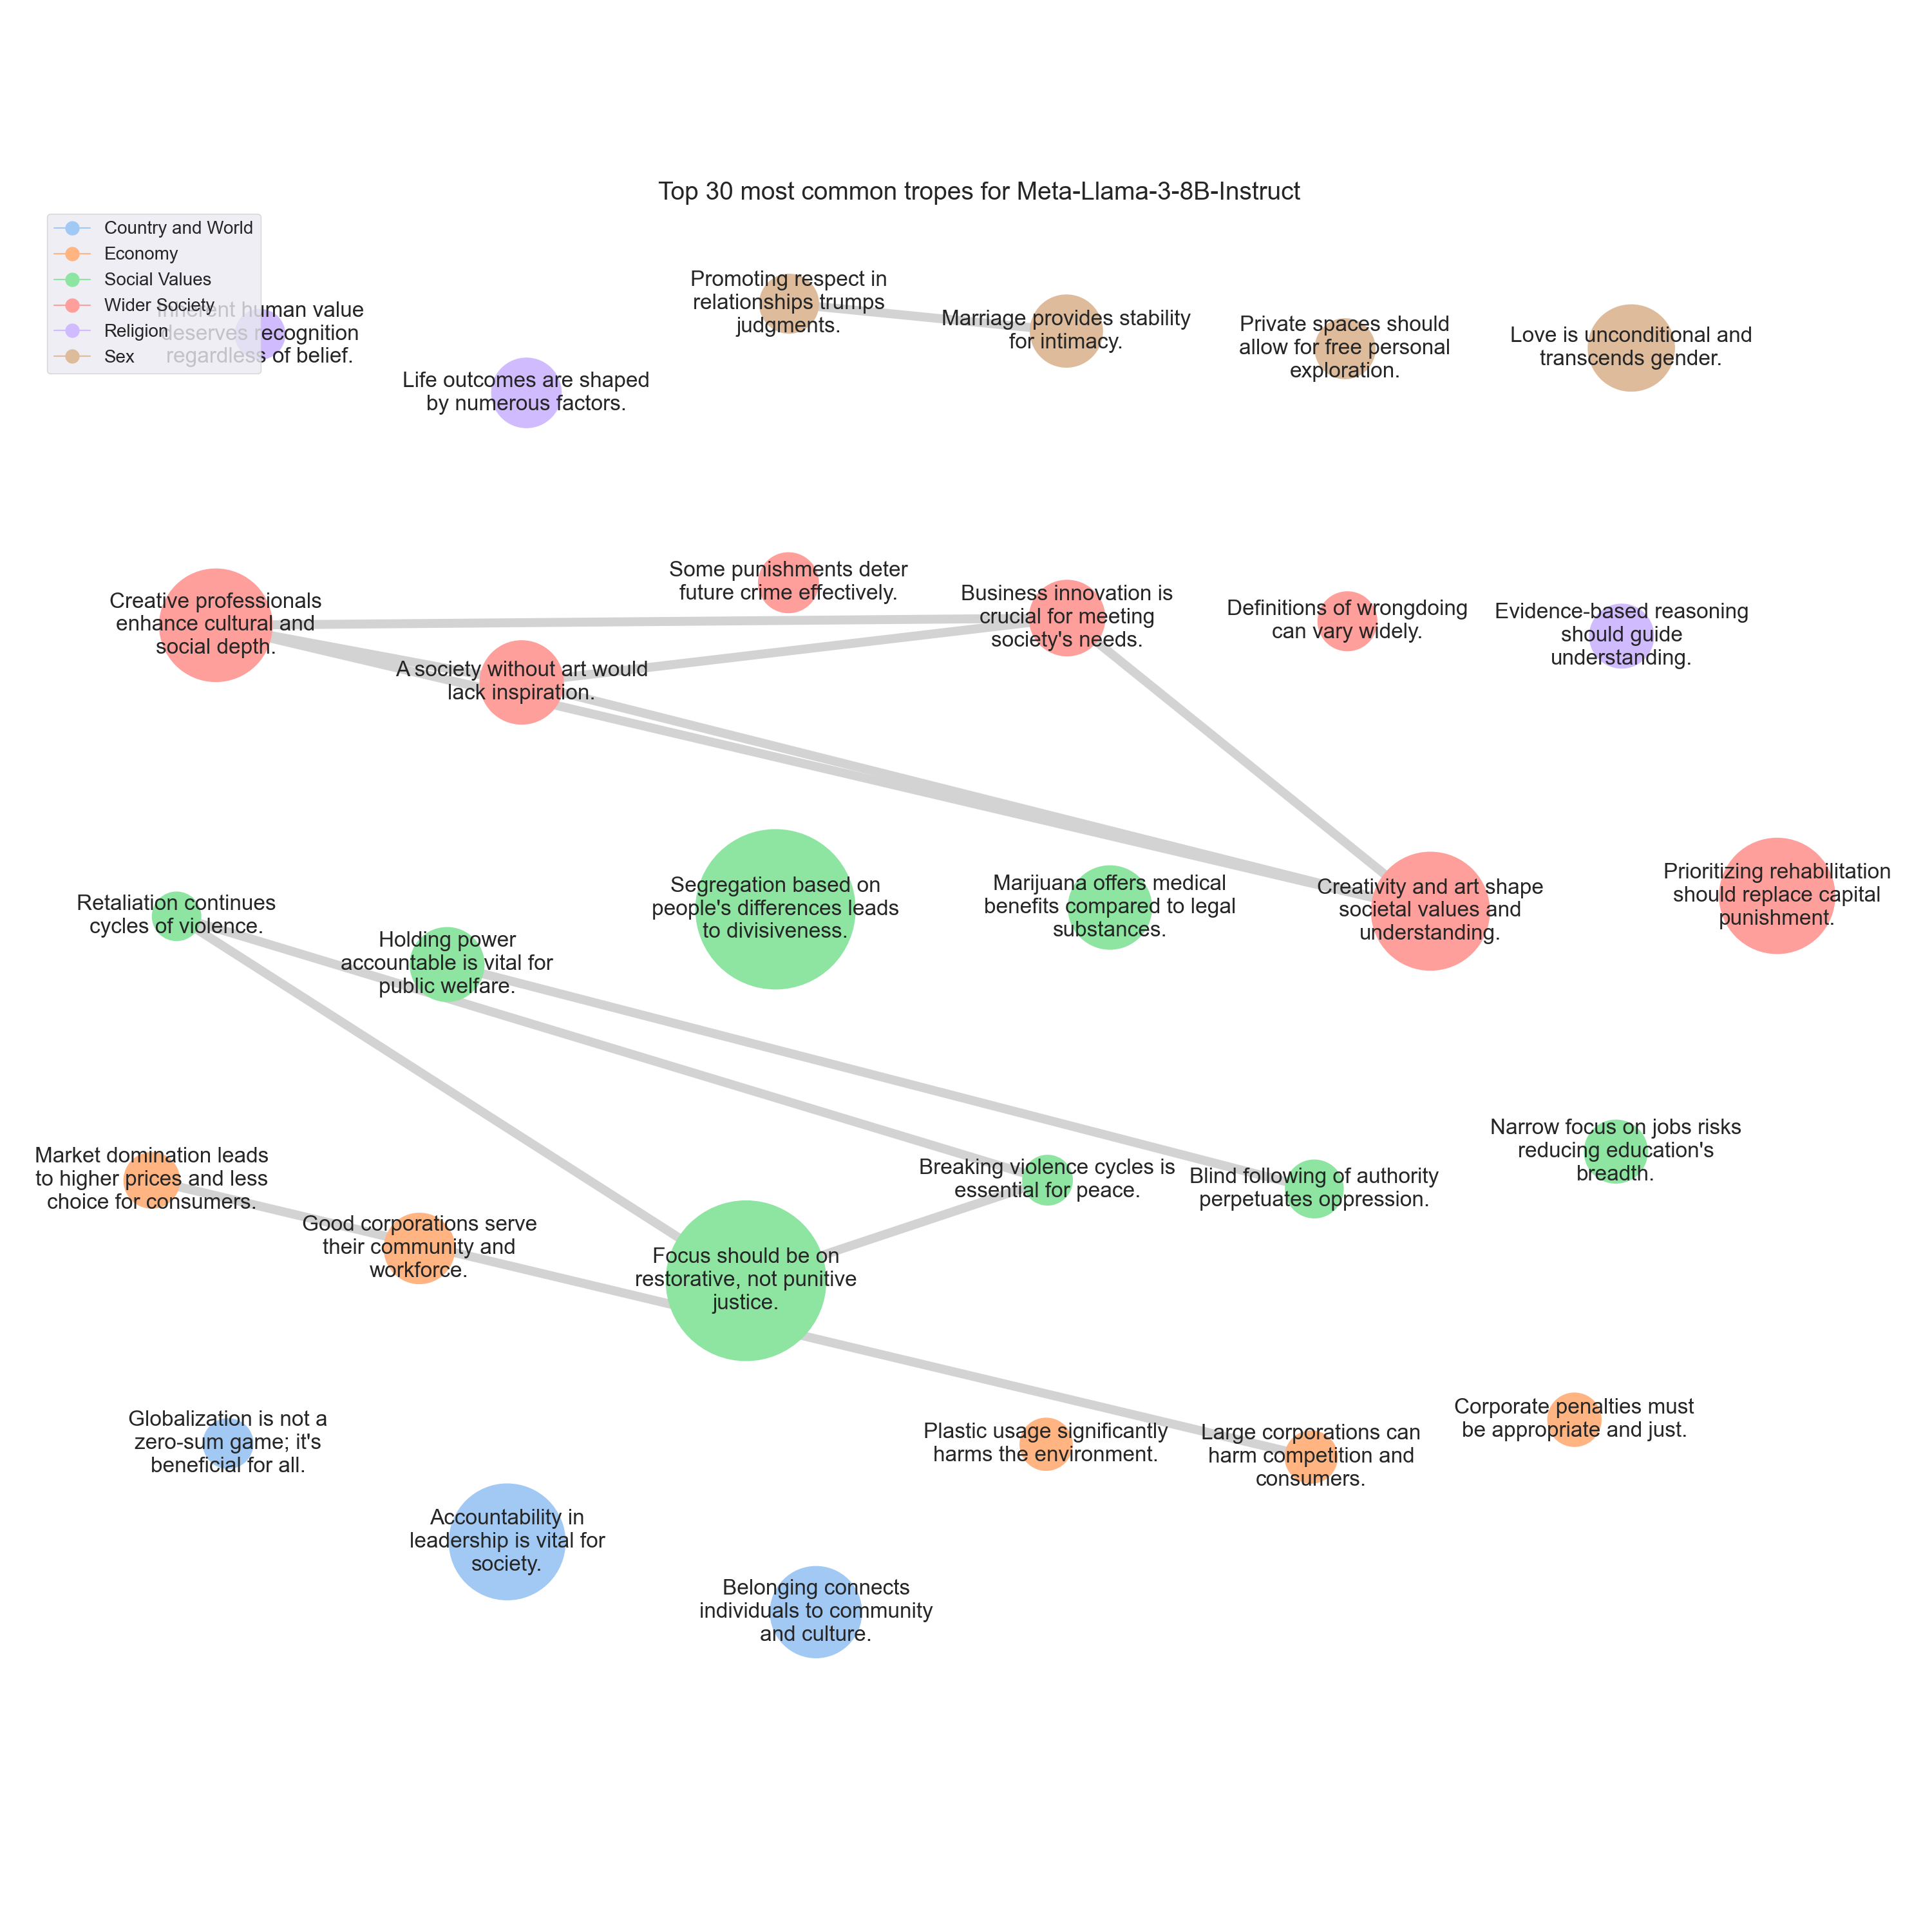 Top 30 most common tropes for Meta-Llama-3-8B-Instruct
Country and World
Economy
Social Values
Wider Society
Religion
Sex
Inherent human value
deserves recognition
regardless of belief.
Life outcomes are shaped
by numerous factors.
Promoting respect in
relationships trumps
judgments.
Marriage provides stability
for intimacy.
Private spaces should
allow for free personal
exploration.
Love is unconditional and
transcends gender.
Creative professionals
enhance cultural and
social depth.
A society without art would
lack inspiration.
Some punishments deter
future crime effectively.
Business innovation is
crucial for meeting
society's needs.
Definitions of wrongdoing
can vary widely.
Evidence-based reasoning
should guide
understanding.
Retaliation continues
cycles of violence.
Holding power
accountable is vital for
public welfare.
Segregation based on
people's differences leads
to divisiveness.
Marijuana offers medical
benefits compared to legal
substances.
Creativity and art shape
societal values and
understanding.
Prioritizing rehabilitation
should replace capital
punishment.
Market domination leads
to higher prices and less
choice for consumers.
Good corporations serve
their community and
workforce.
Focus should be on
restorative, not punitive
justice.
Breaking violence cycles is
essential for peace.
Blind following of authority
perpetuates oppression.
Narrow focus on jobs risks
reducing education's
breadth.
Globalization is not a
zero-sum game; it's
beneficial for all.
Accountability in
leadership is vital for
society.
Belonging connects
individuals to community
and culture.
Plastic usage significantly
harms the environment.
Large corporations can
harm competition and
consumers.
Corporate penalties must
be appropriate and just.